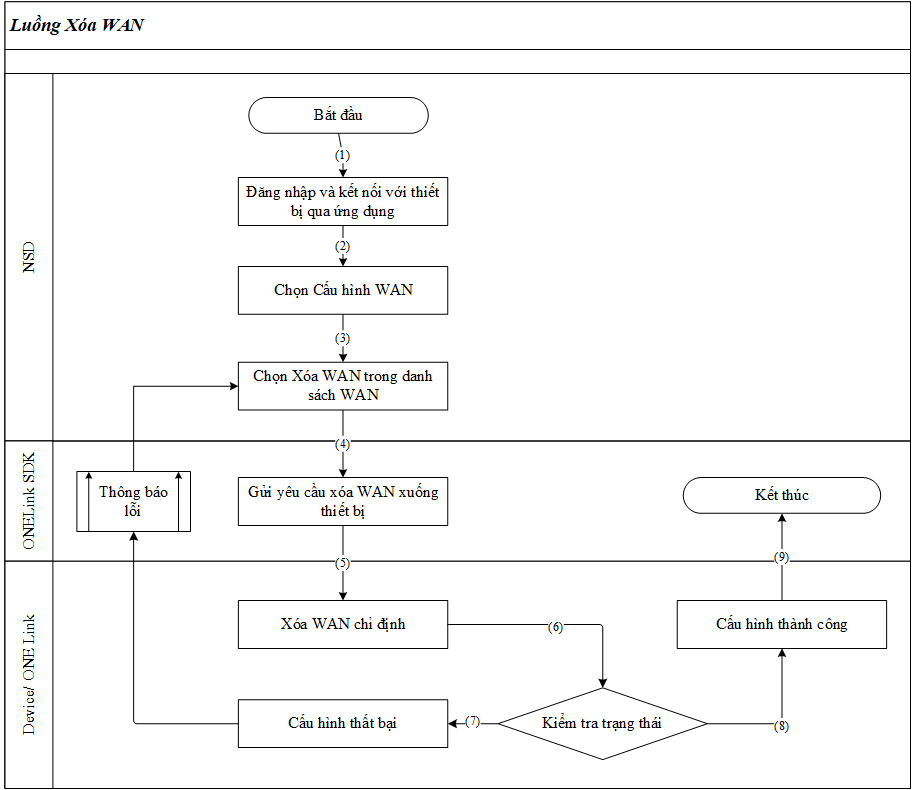 Luồng Xóa WAN
NSD
Bắt đầu
(1)
Đăng nhập và kết nối với thiết
bị qua ứng dụng
(2)
Chọn Cấu hình WAN
(3)
Chọn Xóa WAN trong danh
sách WAN
(4)
ONELink SDK
Thông báo
lỗi
Gửi yêu cầu xóa WAN xuống
thiết bị
Kết thúc
(5)
(9)
Device/ ONE Link
Xóa WAN chỉ định
(6)
Cấu hình thành công
Cấu hình thất bại
(7)
Kiểm tra trạng thái
(8)